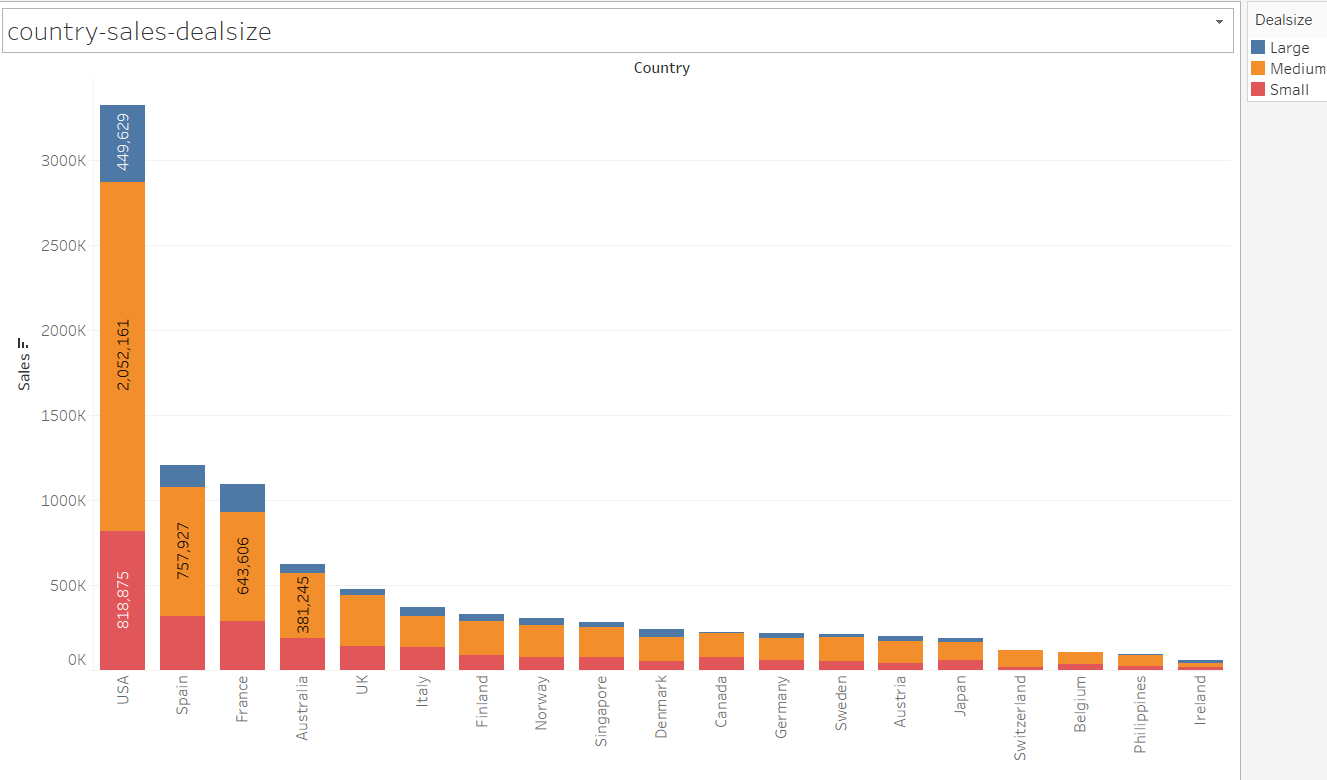 country-sales-dealsize
Dealsize
Large
Medium
Small
Country
Sales
3000K
2500K
2000K
1500K
1000K
500K
0K
449,629
2,052,161
818,875
757,927
643,606
381,245
USA
Spain
France
Australia
UK
Italy
Finland
Norway
Singapore
Denmark
Canada
Germany
Sweden
Austria
Japan
Switzerland
Belgium
Philippines
Ireland